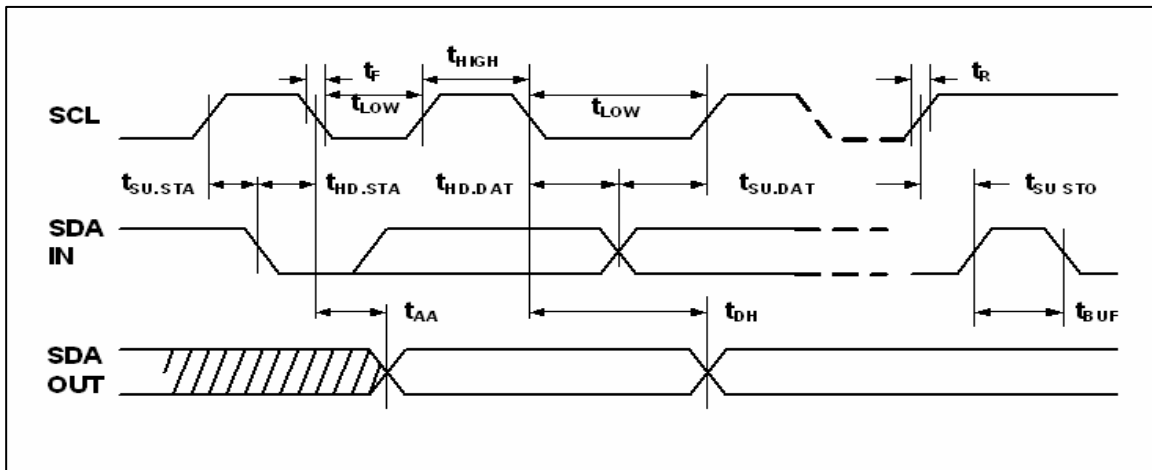 tF
tHIGH
tR
SCL
tLOW
tLOW
tSU.STA
tHD.STA
tHD.DAT
tSU.DAT
tSU STO
SDA
IN
tAA
tDH
tBUF
SDA
OUT